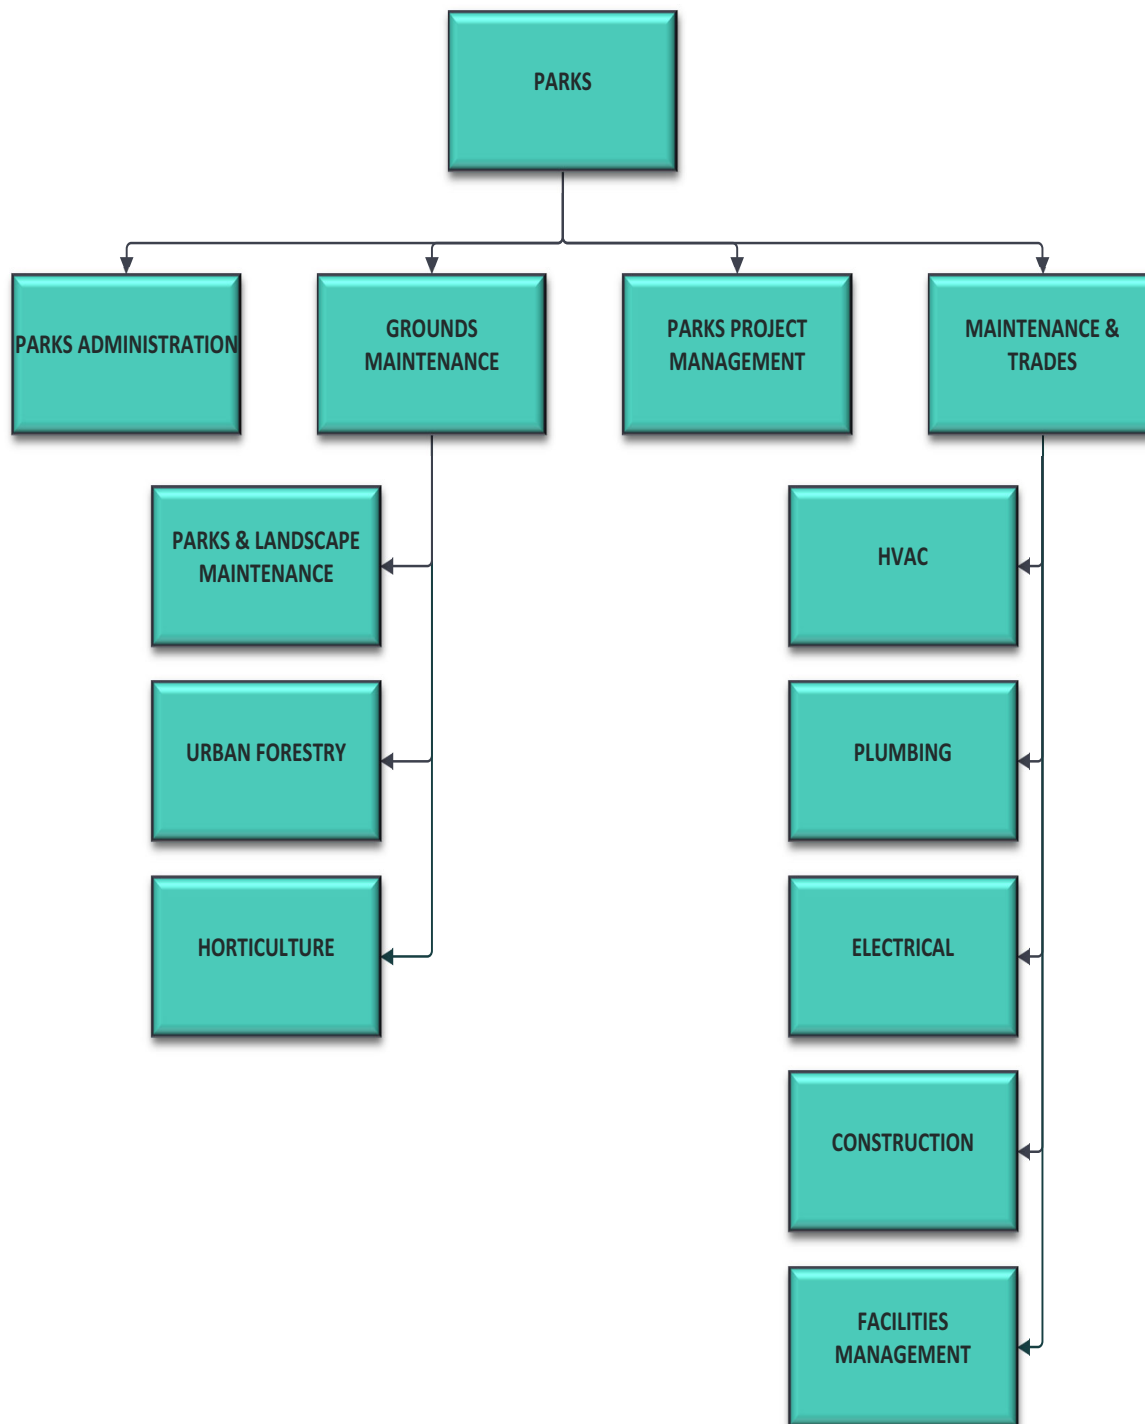 PARKS
PARKS ADMINISTRATION
GROUNDS
MAINTENANCE
PARKS PROJECT
MANAGEMENT
MAINTENANCE &
TRADES
PARKS & LANDSCAPE
MAINTENANCE
URBAN FORESTRY
HORTICULTURE
HVAC
PLUMBING
ELECTRICAL
CONSTRUCTION
FACILITIES
MANAGEMENT